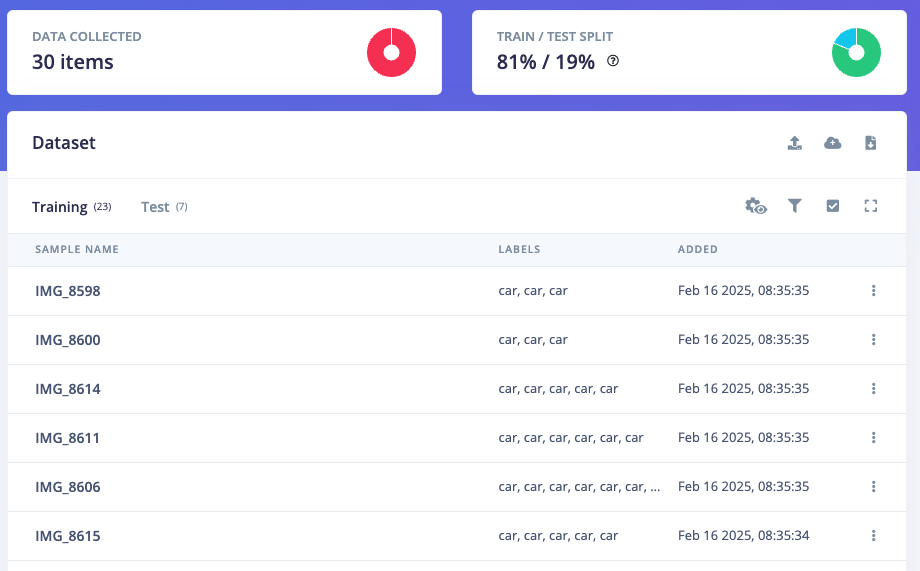 DATA COLLECTED
30 items
TRAIN / TEST SPLIT
81% / 19%
Dataset
Training (23) Test (7)
SAMPLE NAME LABELS ADDED
IMG_8598 car, car, car Feb 16 2025, 08:35:35
IMG_8600 car, car, car Feb 16 2025, 08:35:35
IMG_8614 car, car, car, car, car Feb 16 2025, 08:35:35
IMG_8611 car, car, car, car, car, car Feb 16 2025, 08:35:35
IMG_8606 car, car, car, car, car, car, ... Feb 16 2025, 08:35:35
IMG_8615 car, car, car, car, car Feb 16 2025, 08:35:34